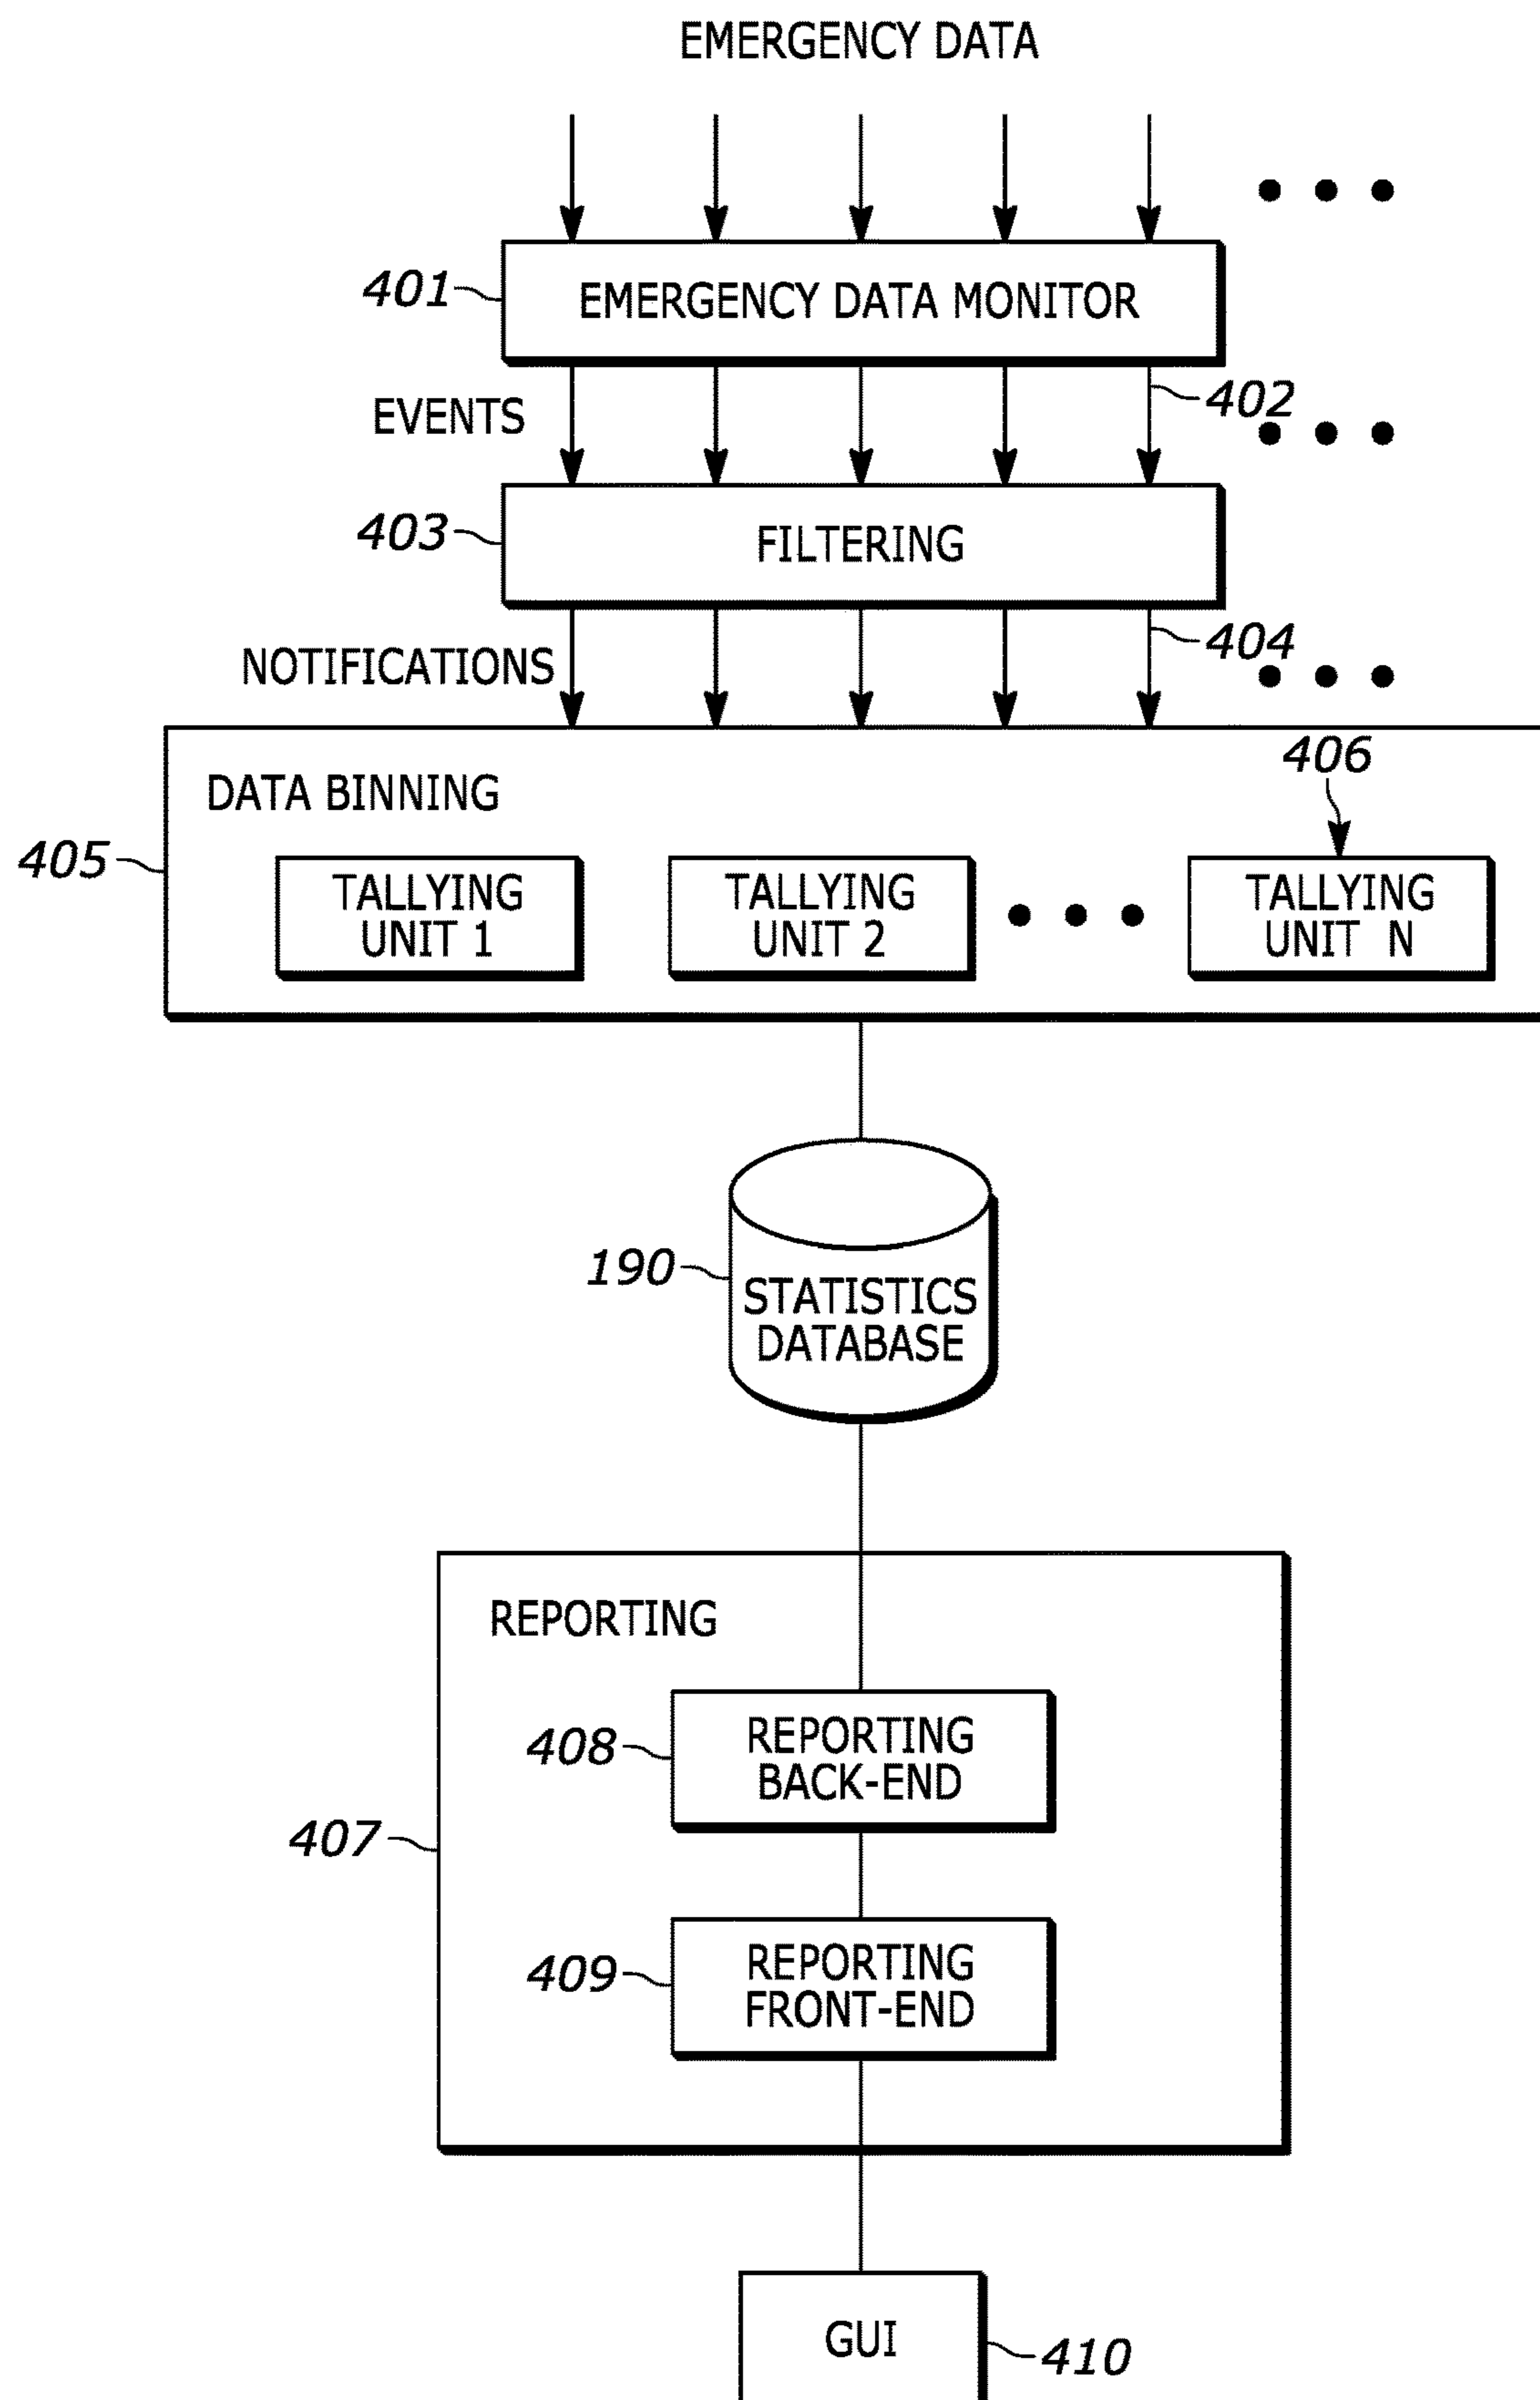 EMERGENCY DATA
401
EMERGENCY DATA MONITOR
EVENTS
402
403
FILTERING
NOTIFICATIONS
404
DATA BINNING
406
405
TALLYING
UNIT 1
TALLYING
UNIT 2
TALLYING
UNIT N
190
STATISTICS
DATABASE
REPORTING
408
REPORTING
BACK-END
407
409
REPORTING
FRONT-END
GUI
410